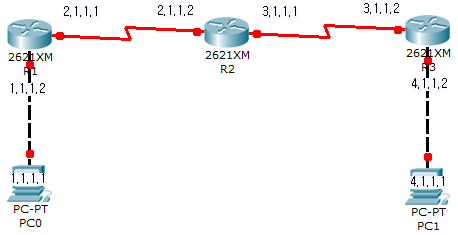 2,1,1,1
2,1,1,2
3,1,1,1
3,1,1,2
2621XM
R1
2621XM
R2
2621XM
R3
1,1,1,2
4,1,1,2
1,1,1,1
4,1,1,1
PC-PT
PC0
PC-PT
PC1